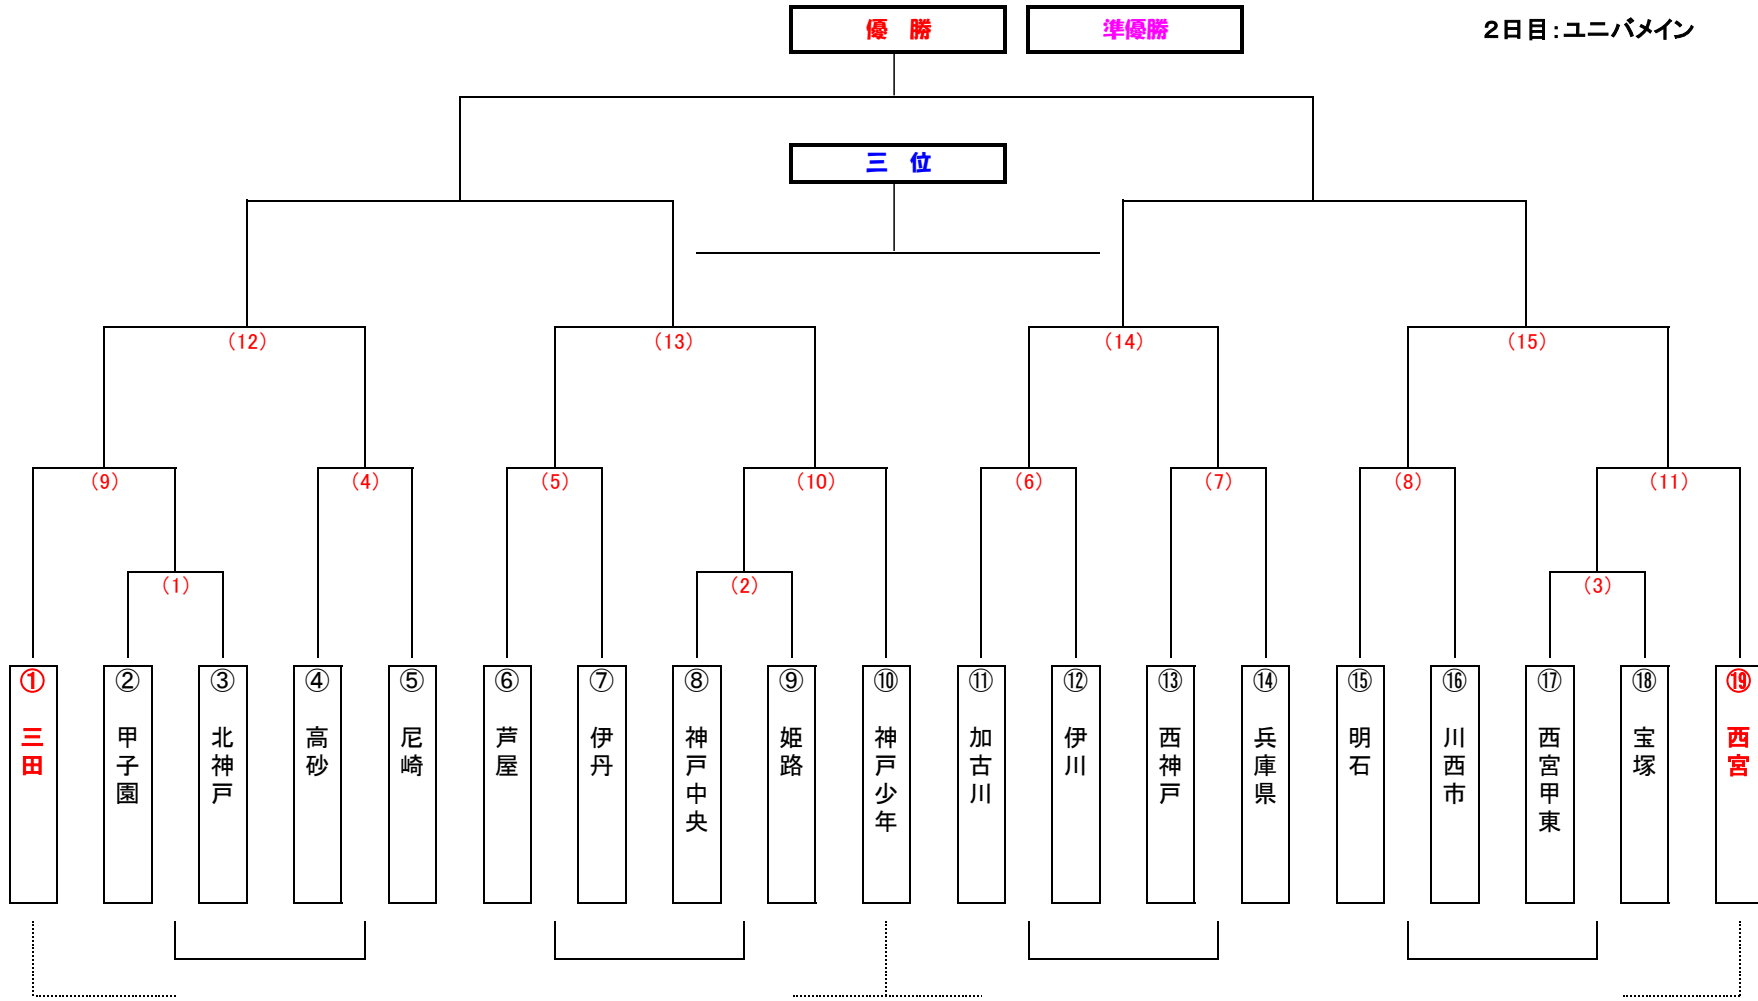 優　勝
準優勝
２日目：ユニバメイン
三　位
（12）
（13）
（14）
（15）
（9）
（4）
（5）
（10）
（6）
（7）
（8）
（11）
（1）
（2）
（3）
① 三田
② 甲子園
③ 北神戸
④ 高砂
⑤ 尼崎
⑥ 芦屋
⑦ 伊丹
⑧ 神戸中央
⑨ 姫路
⑩ 神戸少年
⑪ 加古川
⑫ 伊川
⑬ 西神戸
⑭ 兵庫県
⑮ 明石
⑯ 川西市
⑰ 西宮甲東
⑱ 宝塚
⑲ 西宮